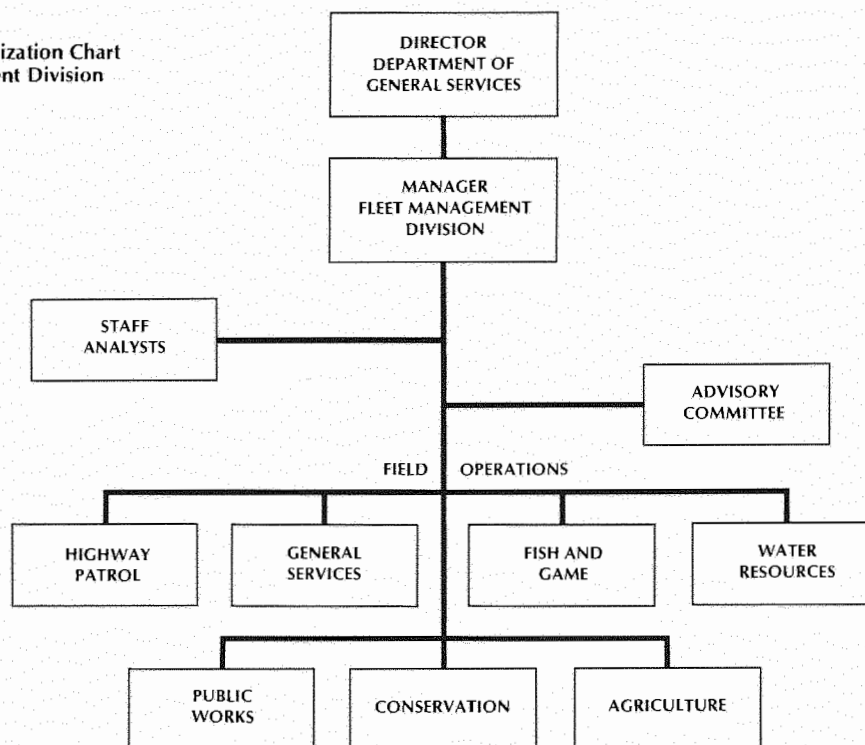 ization Chart
ent Division
DIRECTOR
DEPARTMENT OF
GENERAL SERVICES
MANAGER
FLEET MANAGEMENT
DIVISION
STAFF
ANALYSTS
ADVISORY
COMMITTEE
FIELD OPERATIONS
HIGHWAY
PATROL
GENERAL
SERVICES
FISH AND
GAME
WATER
RESOURCES
PUBLIC
WORKS
CONSERVATION
AGRICULTURE